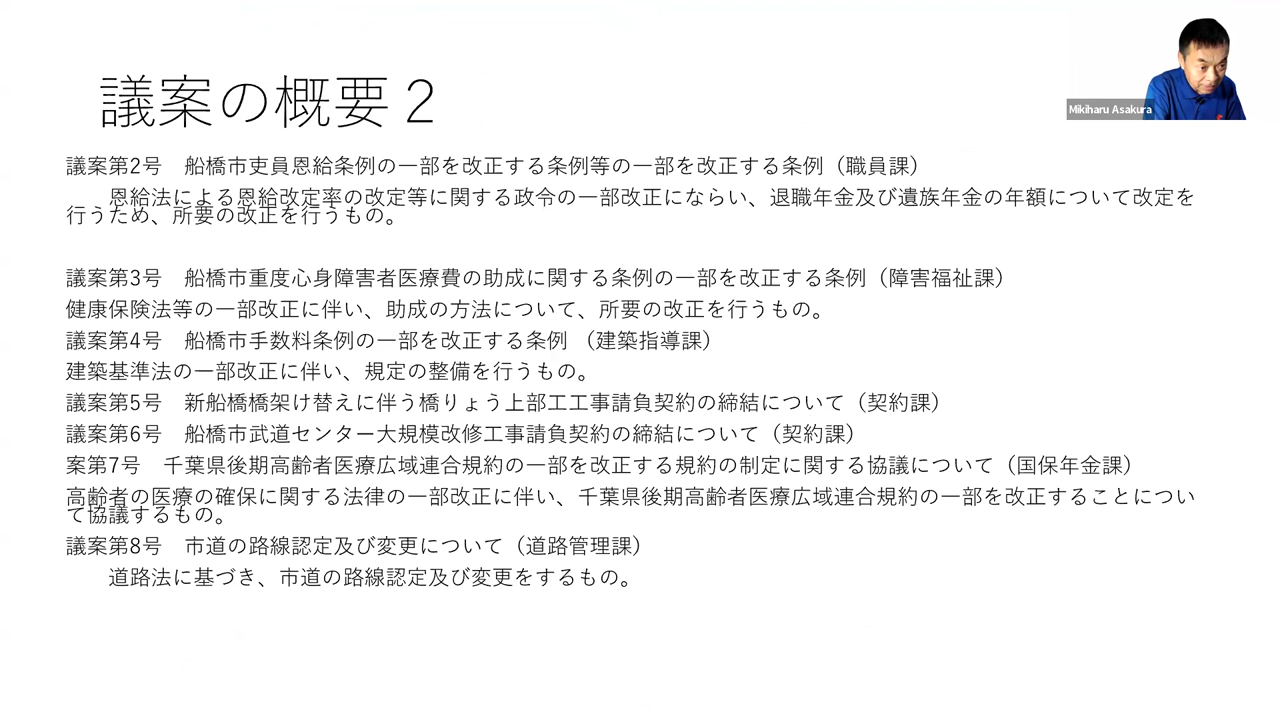 議案の概要２
Mikiharu Asakura
議案第2号　船橋市吏員恩給条例の一部を改正する条例等の一部を改正する条例（職員課）
恩給法による恩給改定率の改定等に関する政令の一部改正にならい、退職年金及び遺族年金の年額について改定を
行うため、所要の改正を行うもの。
議案第3号　船橋市重度心身障害者医療費の助成に関する条例の一部を改正する条例（障害福祉課）
健康保険法等の一部改正に伴い、助成の方法について、所要の改正を行うもの。
議案第4号　船橋市手数料条例の一部を改正する条例 （建築指導課）
建築基準法の一部改正に伴い、規定の整備を行うもの。
議案第5号　新船橋橋架け替えに伴う橋りょう上部工工事請負契約の締結について（契約課）
議案第6号　船橋市武道センター大規模改修工事請負契約の締結について（契約課）
案第7号　千葉県後期高齢者医療広域連合規約の一部を改正する規約の制定に関する協議について（国保年金課）
高齢者の医療の確保に関する法律の一部改正に伴い、千葉県後期高齢者医療広域連合規約の一部を改正することについ
て協議するもの。
議案第8号　市道の路線認定及び変更について（道路管理課）
道路法に基づき、市道の路線認定及び変更をするもの。